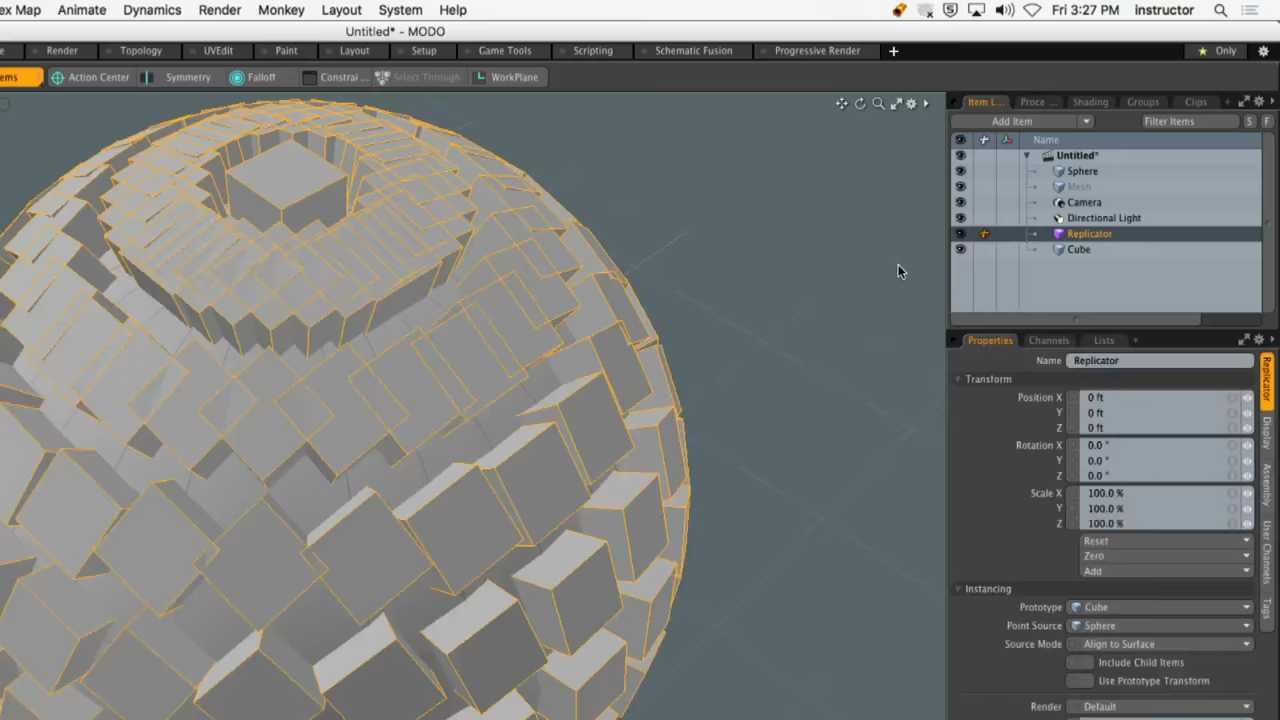 ex Map Animate Dynamics Render Monkey Layout System Help Fri 3:27 PM instructor
Untitled* - MODO
e Render Topology UVEdit Paint Layout Setup Game Tools Scripting Schematic Fusion Progressive Render + Only
ems Action Center Symmetry Falloff Constrai ... Select Through WorkPlane
Item L... Proce ... Shading Groups Clips +
Add Item Filter Items S F
Name
Untitled*
Sphere
Mesh
Camera
Directional Light
Replicator
Cube
Properties Channels Lists +
Name Replicator
Transform
Position X 0 ft
Y 0 ft
Z 0 ft
Rotation X 0.0 °
Y 0.0 °
Z 0.0 °
Scale X 100.0 %
Y 100.0 %
Z 100.0 %
Reset
Zero
Add
Instancing
Prototype Cube
Point Source Sphere
Source Mode Align to Surface
Include Child Items
Use Prototype Transform
Render Default
Replicator
Display
Assembly
User Channels
Tags